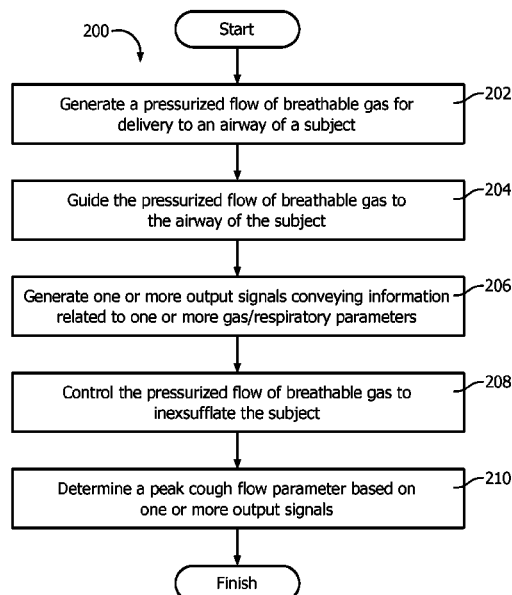 200
Start
Generate a pressurized flow of breathable gas for
delivery to an airway of a subject
202
Guide the pressurized flow of breathable gas to
the airway of the subject
204
Generate one or more output signals conveying information
related to one or more gas/respiratory parameters
206
Control the pressurized flow of breathable gas to
inexsufflate the subject
208
Determine a peak cough flow parameter based on
one or more output signals
210
Finish